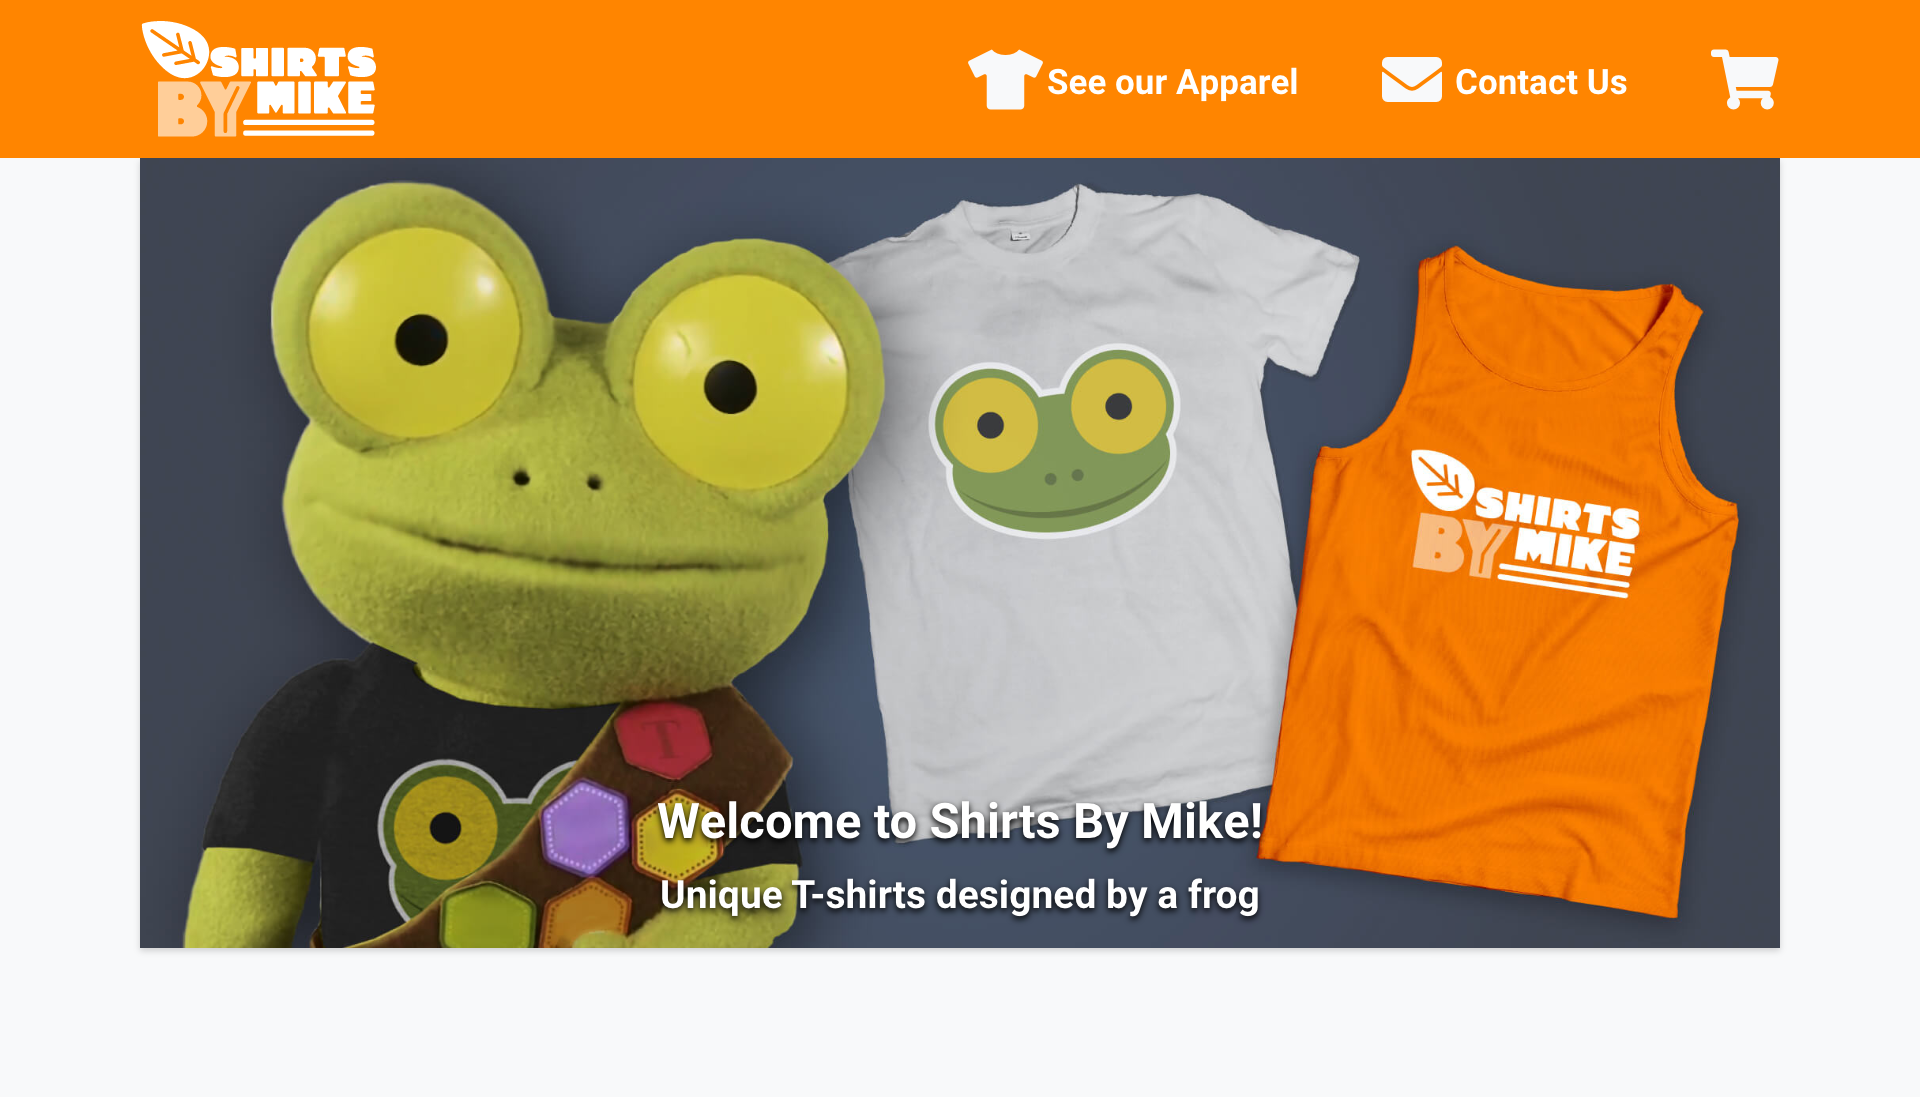 SHIRTS
BY MIKE
See our Apparel
Contact Us
SHIRTS
BY MIKE
T
Welcome to Shirts By Mike!
Unique T-shirts designed by a frog